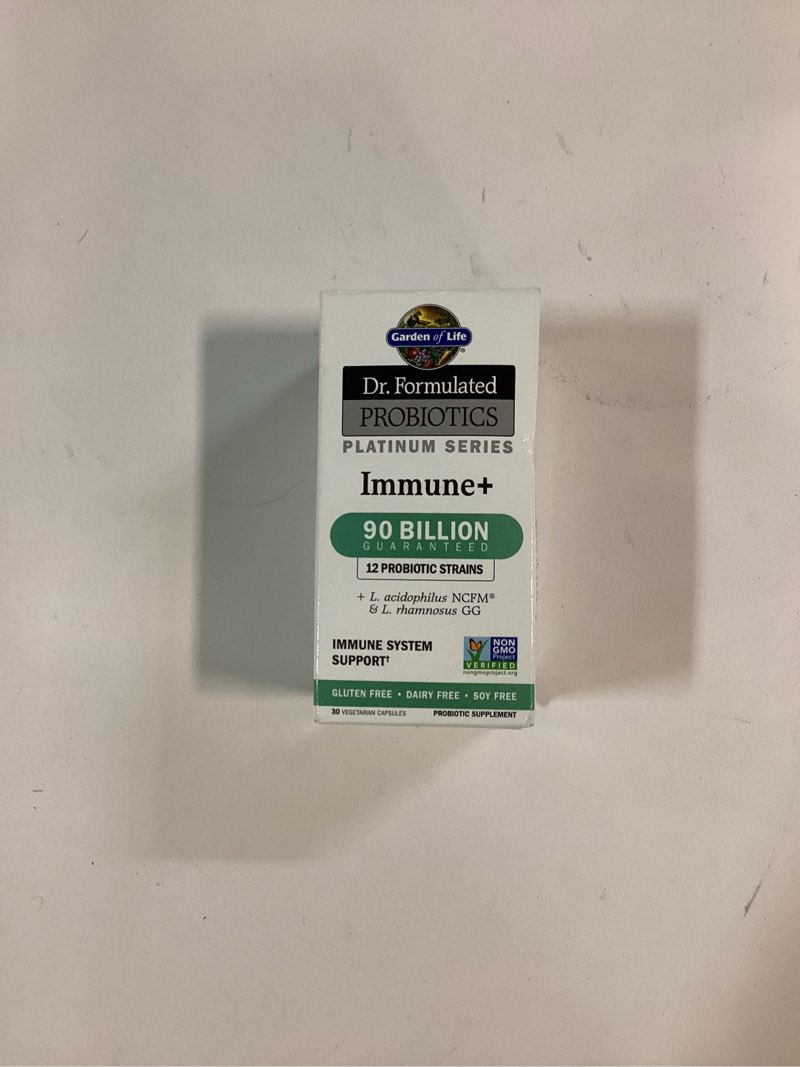 Garden of Life®
Dr. Formulated
PROBIOTICS
PLATINUM SERIES
Immune+
90 BILLION
GUARANTEED
12 PROBIOTIC STRAINS
+ L. acidophilus NCFM®
& L. rhamnosus GG
IMMUNE SYSTEM
SUPPORT†
NON
GMO
Project
VERIFIED
nongmoproject.org
GLUTEN FREE • DAIRY FREE • SOY FREE
30 VEGETARIAN CAPSULES PROBIOTIC SUPPLEMENT